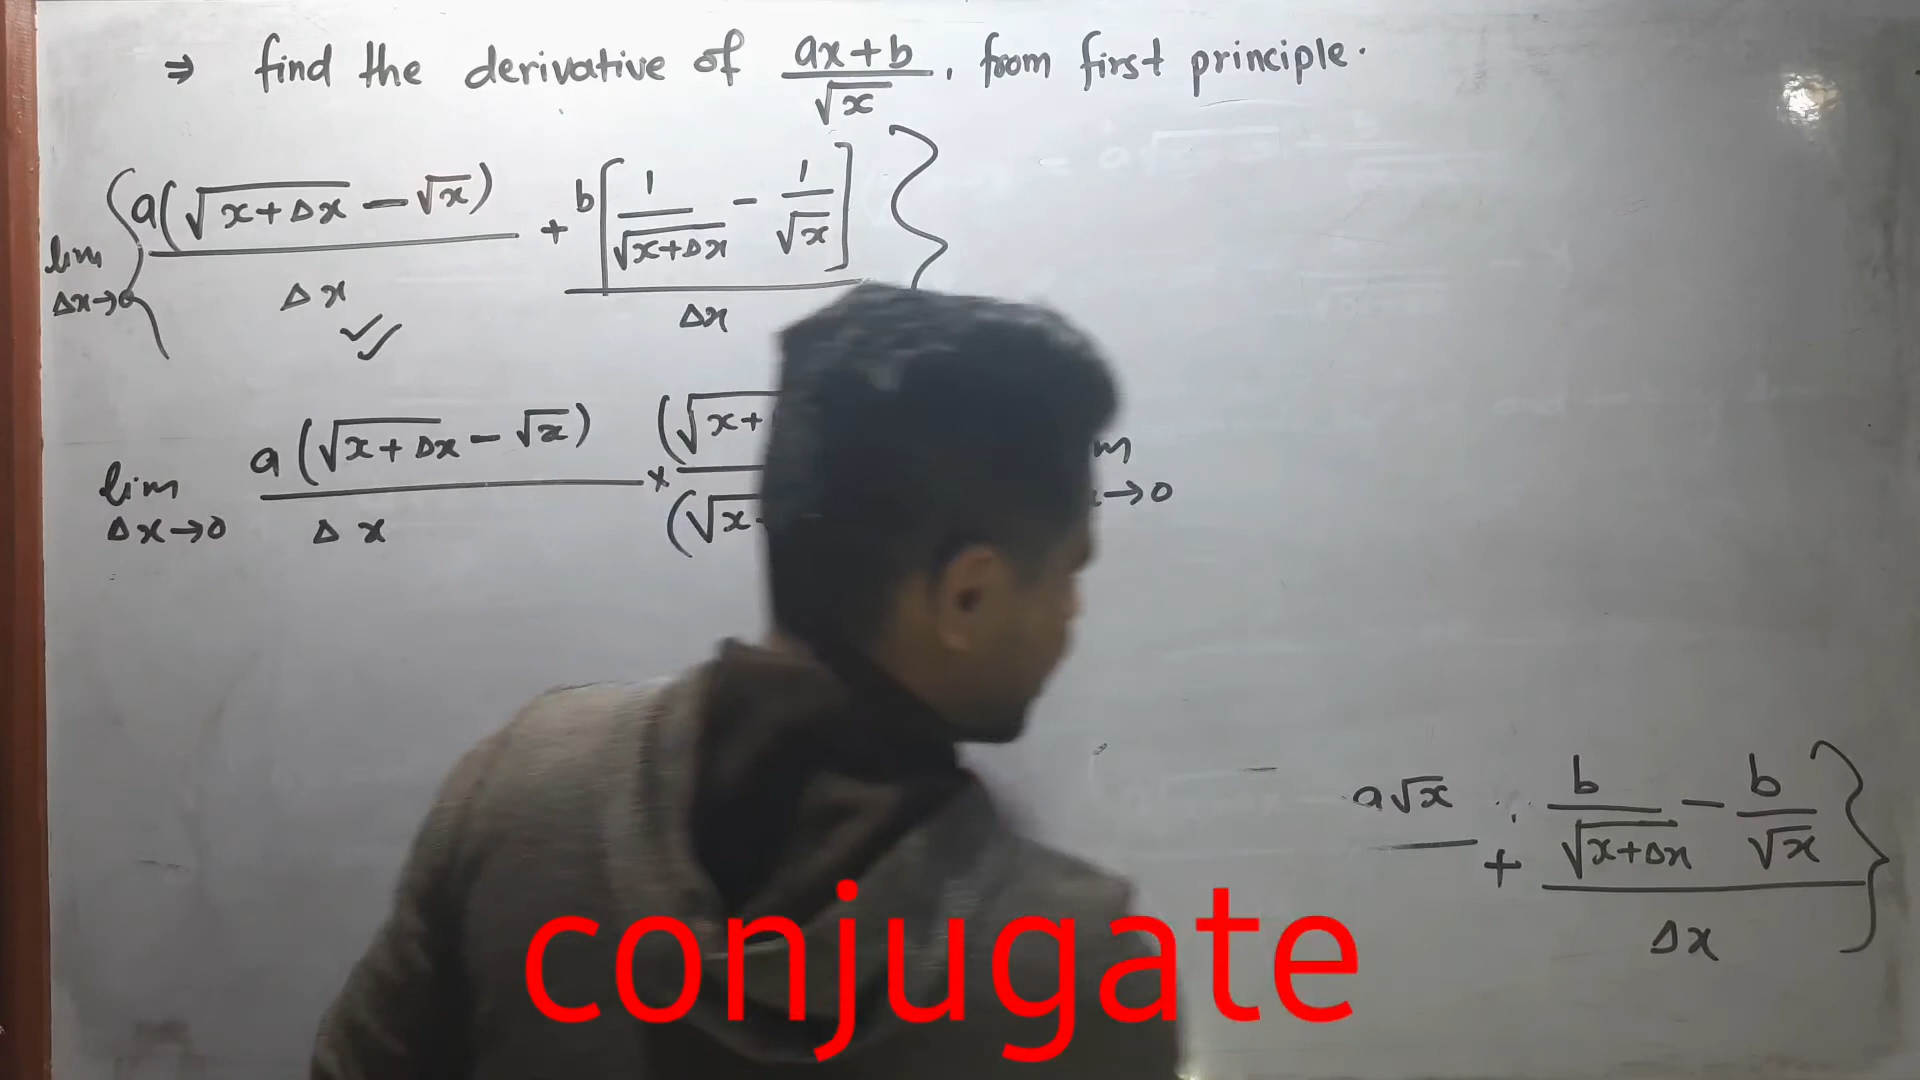 ⇒ find the derivative of (ax+b)/√x, from first principle.
lim Δx→0 { a(√(x+Δx) − √x)/Δx + b[1/√(x+Δx) − 1/√x]/Δx }
lim Δx→0 a(√(x+Δx) − √x)/Δx × (√x+ / (√x+ m →0
a√x + b/√(x+Δx) − b/√x }
Δx
conjugate